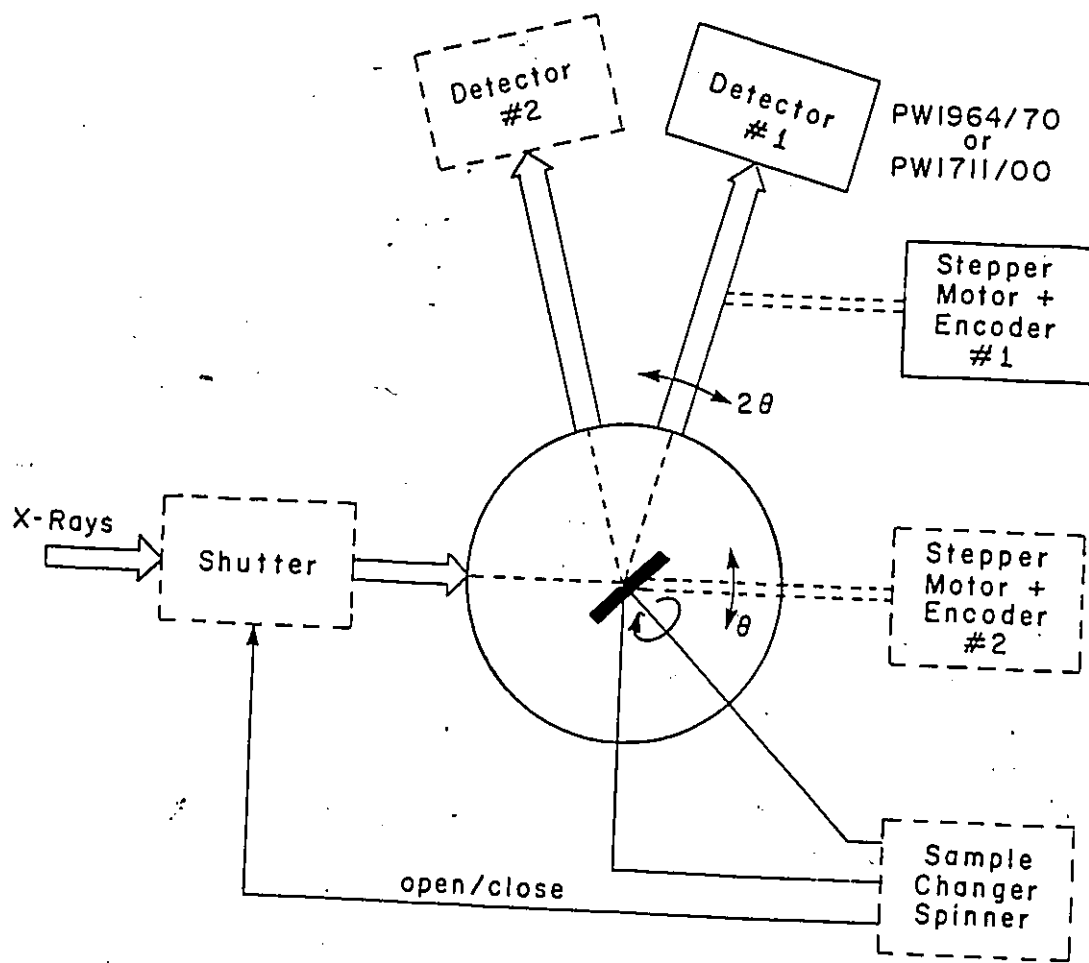 Detector
#2
Detector
#1
PW1964/70
or
PW1711/00
Stepper
Motor +
Encoder
#1
2θ
X-Rays
Shutter
Stepper
Motor +
Encoder
#2
θ
Sample
Changer
Spinner
open/close